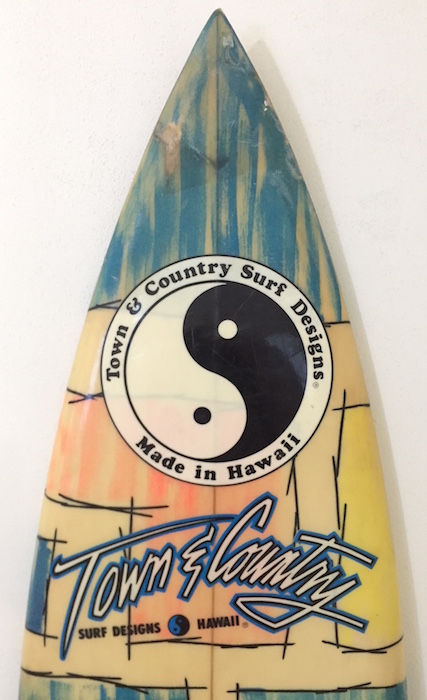 Town & Country Surf Designs®
Made in Hawaii
Town & Country
SURF DESIGNS HAWAII®